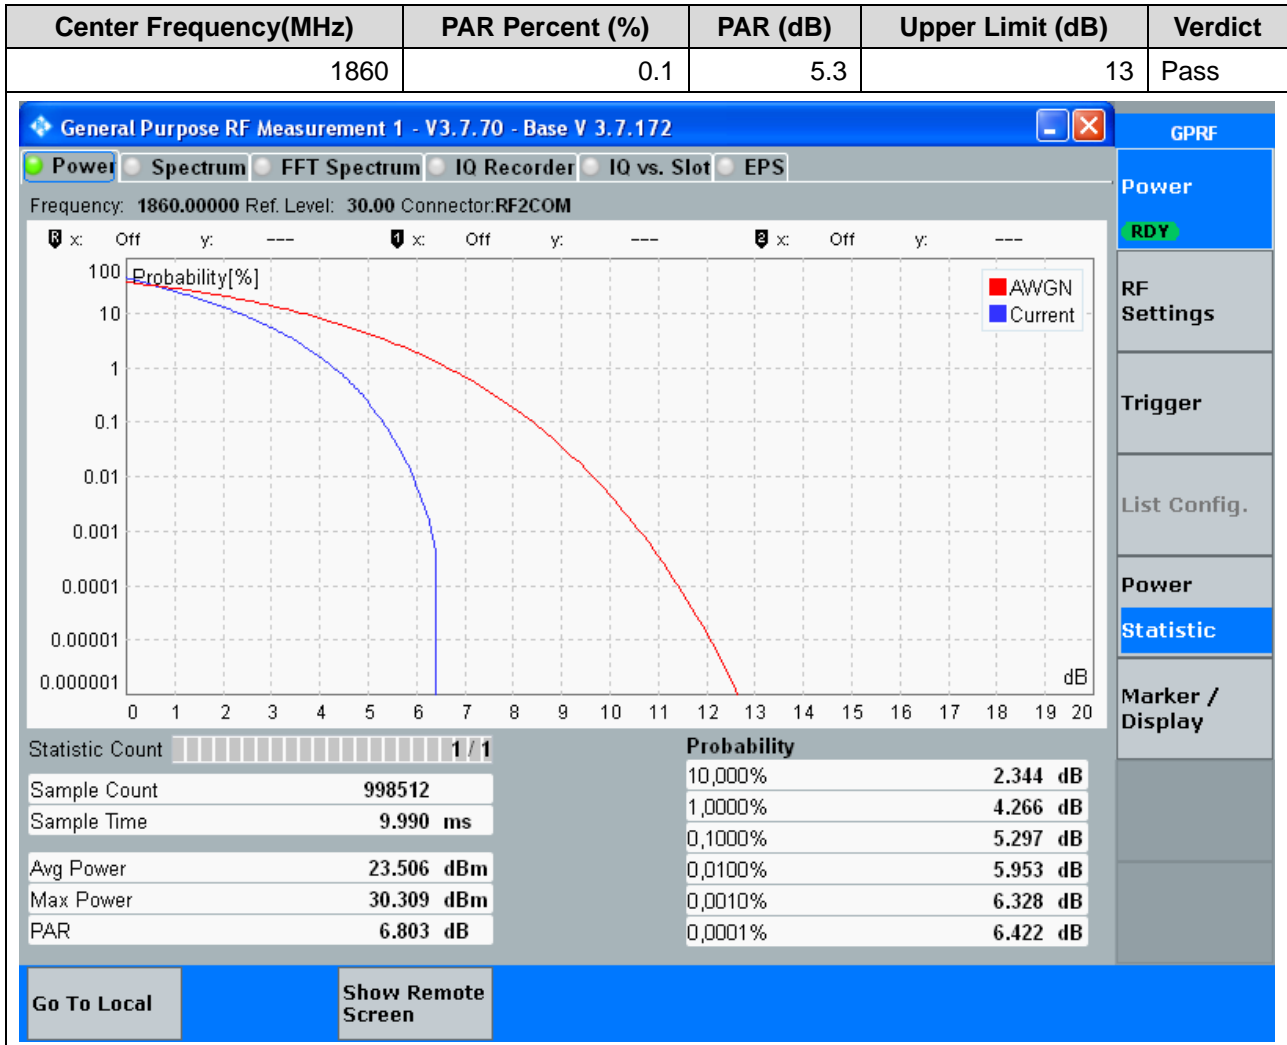 Center Frequency(MHz) PAR Percent (%) PAR (dB) Upper Limit (dB) Verdict
1860 0.1 5.3 13 Pass
General Purpose RF Measurement 1 - V3.7.70 - Base V 3.7.172
GPRF
Power Spectrum FFT Spectrum IQ Recorder IQ vs. Slot EPS
Frequency: 1860.00000 Ref. Level: 30.00 Connector:RF2COM
R x: Off y: --- 1 x: Off y: --- 2 x: Off y: ---
Probability[%]
AWGN
Current
100
10
1
0.1
0.01
0.001
0.0001
0.00001
0.000001
dB
0 1 2 3 4 5 6 7 8 9 10 11 12 13 14 15 16 17 18 19 20
Statistic Count 1 / 1
Sample Count 998512
Sample Time 9.990 ms
Avg Power 23.506 dBm
Max Power 30.309 dBm
PAR 6.803 dB
Probability
10,000% 2.344 dB
1,0000% 4.266 dB
0,1000% 5.297 dB
0,0100% 5.953 dB
0,0010% 6.328 dB
0,0001% 6.422 dB
Power
RDY
RF
Settings
Trigger
List Config.
Power
Statistic
Marker /
Display
Go To Local
Show Remote
Screen